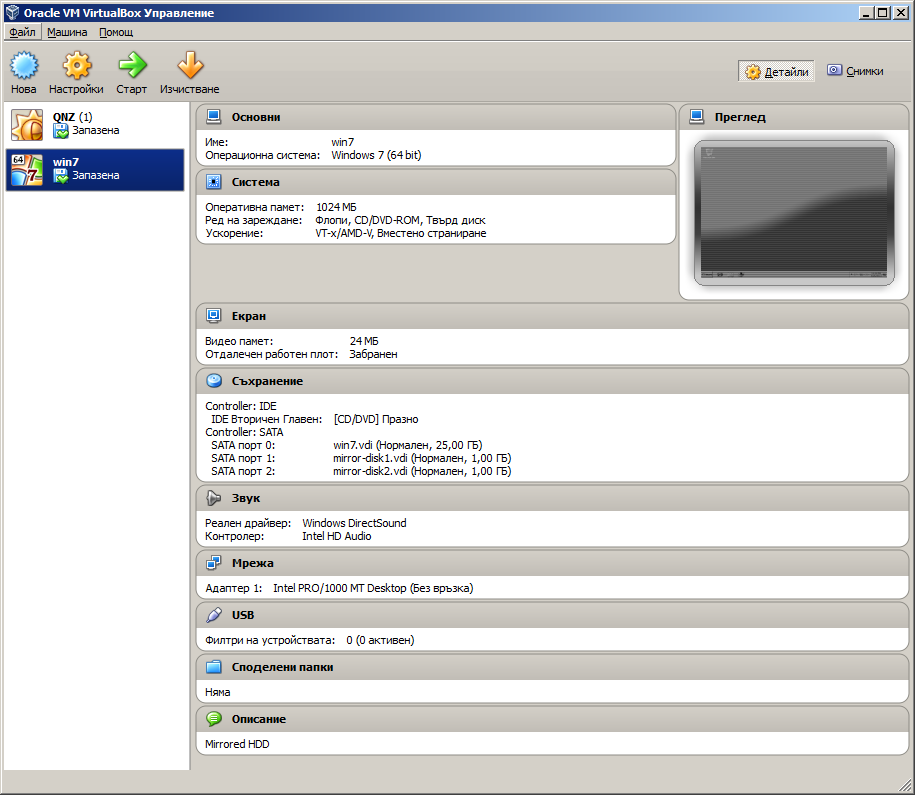 Oracle VM VirtualBox Управление
Файл Машина Помощ
Нова Настройки Старт Изчистване
Детайли Снимки
QNZ (1)
Запазена
64
7
win7
Запазена
Основни
Име: win7
Операционна система: Windows 7 (64 bit)
Система
Оперативна памет: 1024 МБ
Ред на зареждане: Флопи, CD/DVD-ROM, Твърд диск
Ускорение: VT-x/AMD-V, Вместено страниране
Преглед
Екран
Видео памет: 24 МБ
Отдалечен работен плот: Забранен
Съхранение
Controller: IDE
IDE Вторичен Главен: [CD/DVD] Празно
Controller: SATA
SATA порт 0: win7.vdi (Нормален, 25,00 ГБ)
SATA порт 1: mirror-disk1.vdi (Нормален, 1,00 ГБ)
SATA порт 2: mirror-disk2.vdi (Нормален, 1,00 ГБ)
Звук
Реален драйвер: Windows DirectSound
Контролер: Intel HD Audio
Мрежа
Адаптер 1: Intel PRO/1000 MT Desktop (Без връзка)
USB
Филтри на устройствата: 0 (0 активен)
Споделени папки
Няма
Описание
Mirrored HDD